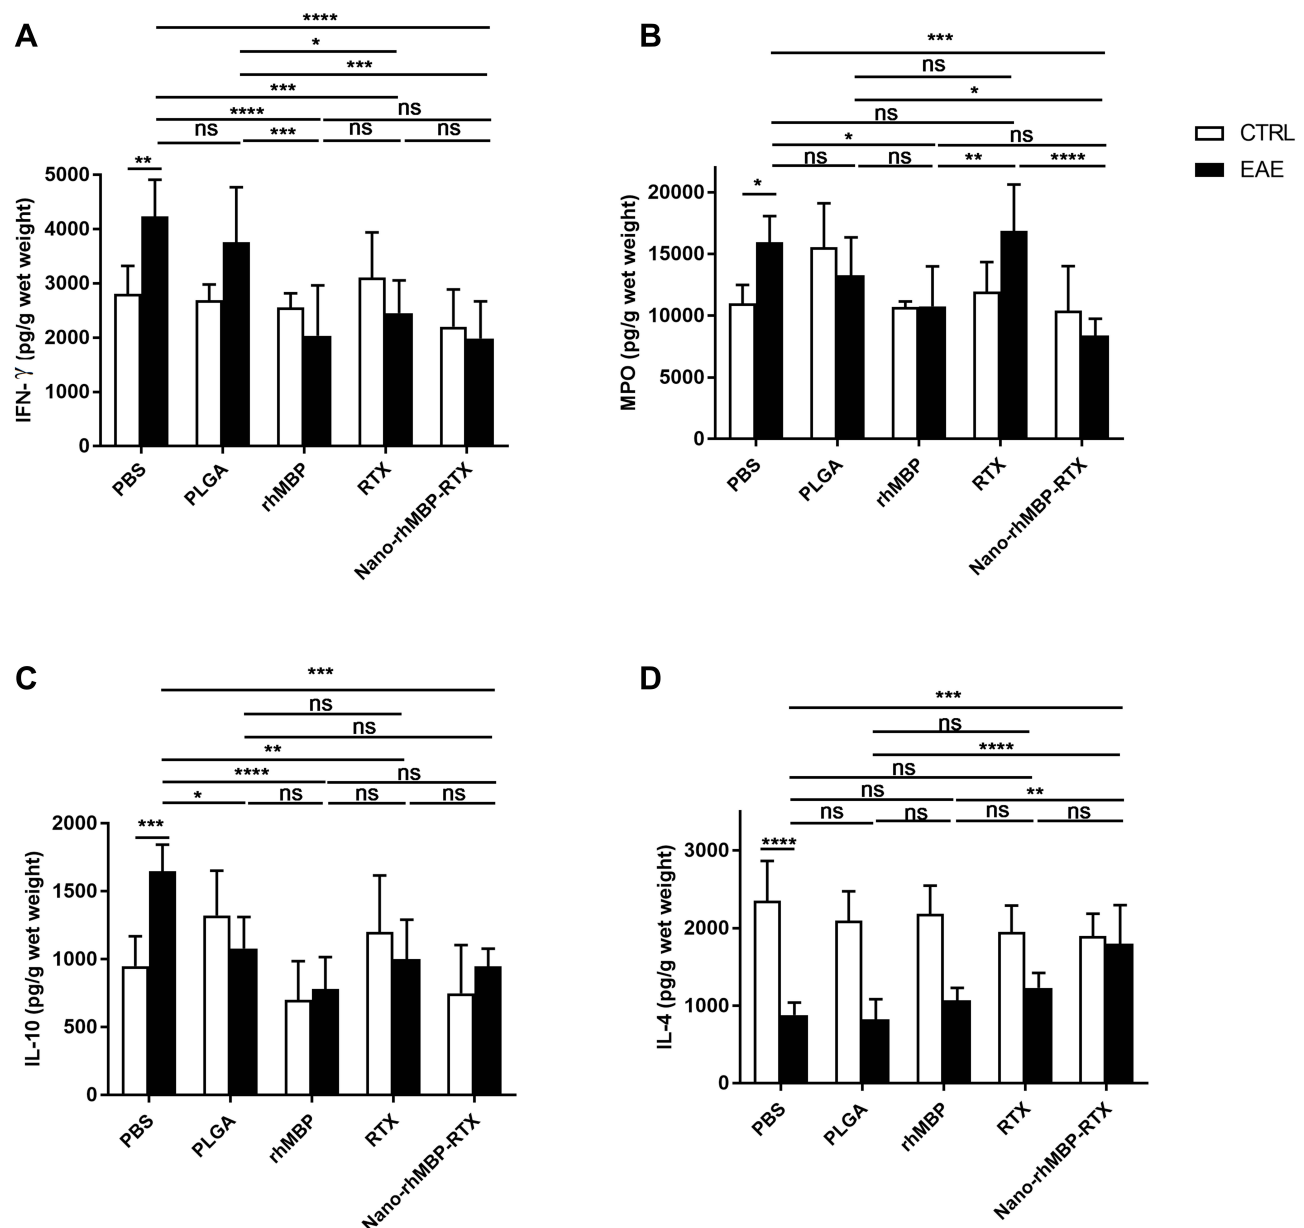 A
****
*
***
***
****
ns
ns
***
ns
ns
**
5000
4000
3000
2000
1000
0
IFN-γ (pg/g wet weight)
PBS
PLGA
rhMBP
RTX
Nano-rhMBP-RTX
B
***
ns
*
ns
*
ns
ns
ns
**
****
*
20000
15000
10000
5000
0
MPO (pg/g wet weight)
PBS
PLGA
rhMBP
RTX
Nano-rhMBP-RTX
CTRL
EAE
C
***
ns
ns
**
****
ns
*
ns
ns
ns
***
2000
1500
1000
500
0
IL-10 (pg/g wet weight)
PBS
PLGA
rhMBP
RTX
Nano-rhMBP-RTX
D
***
ns
****
ns
ns
**
ns
ns
ns
ns
****
3000
2000
1000
0
IL-4 (pg/g wet weight)
PBS
PLGA
rhMBP
RTX
Nano-rhMBP-RTX